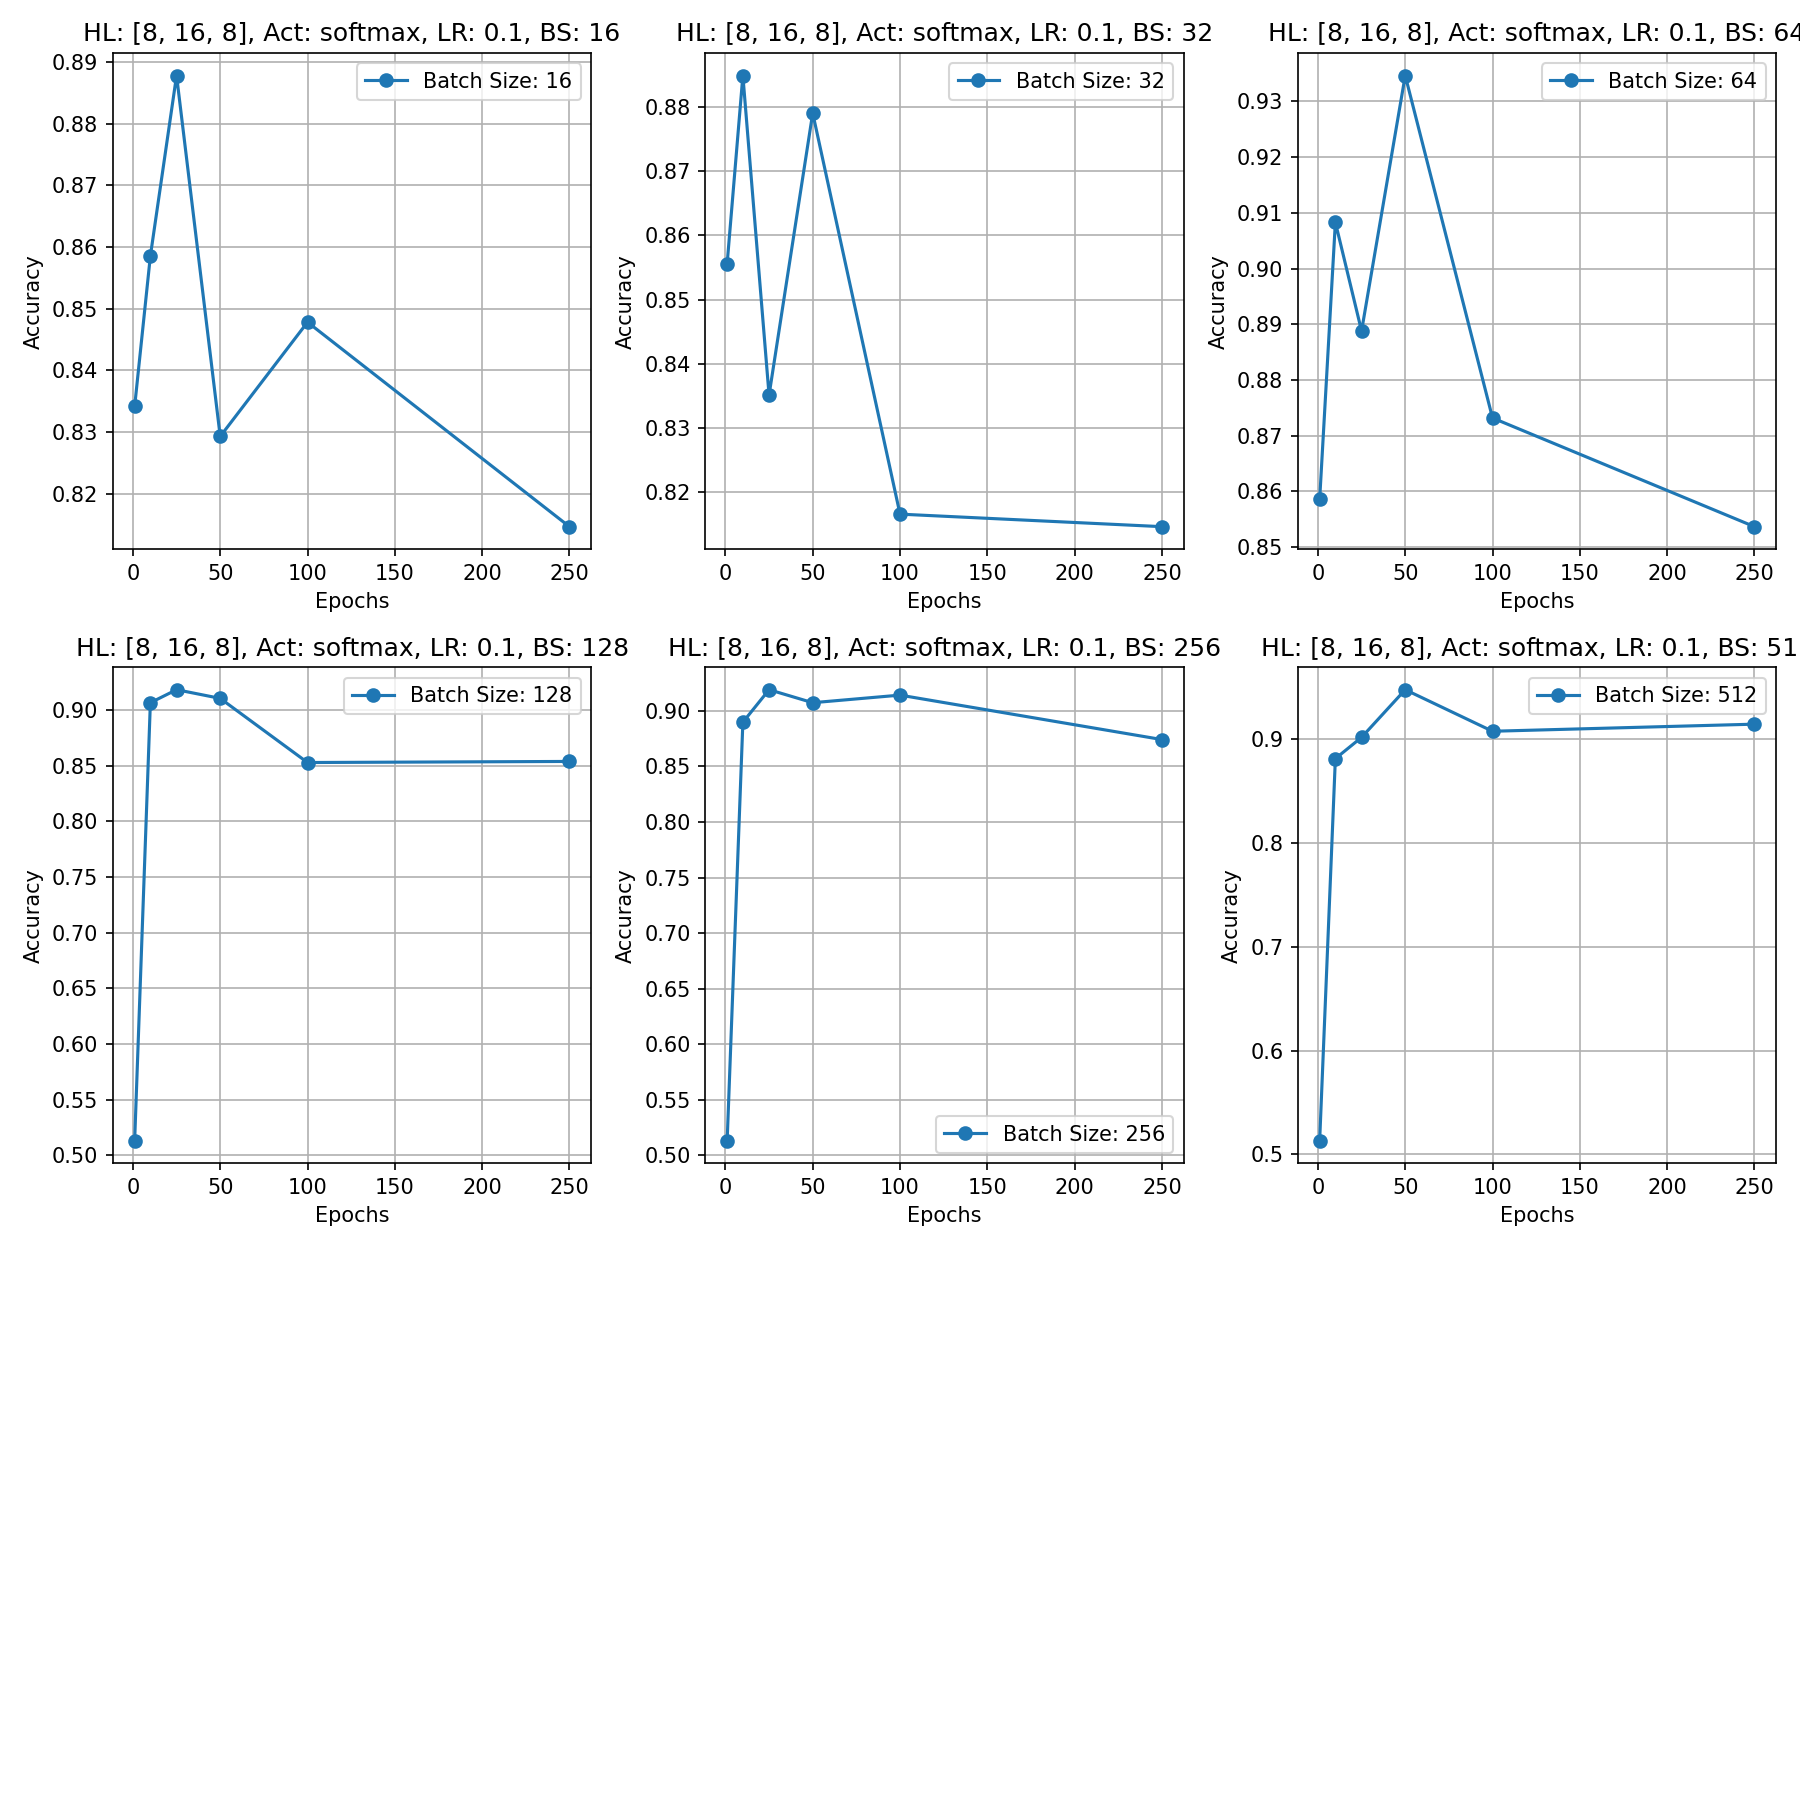 HL: [8, 16, 8], Act: softmax, LR: 0.1, BS: 16
Batch Size: 16
0.89
0.88
0.87
0.86
0.85
0.84
0.83
0.82
Accuracy
0 50 100 150 200 250
Epochs
HL: [8, 16, 8], Act: softmax, LR: 0.1, BS: 32
Batch Size: 32
0.88
0.87
0.86
0.85
0.84
0.83
0.82
Accuracy
0 50 100 150 200 250
Epochs
HL: [8, 16, 8], Act: softmax, LR: 0.1, BS: 64
Batch Size: 64
0.93
0.92
0.91
0.90
0.89
0.88
0.87
0.86
0.85
Accuracy
0 50 100 150 200 250
Epochs
HL: [8, 16, 8], Act: softmax, LR: 0.1, BS: 128
Batch Size: 128
0.90
0.85
0.80
0.75
0.70
0.65
0.60
0.55
0.50
Accuracy
0 50 100 150 200 250
Epochs
HL: [8, 16, 8], Act: softmax, LR: 0.1, BS: 256
0.90
0.85
0.80
0.75
0.70
0.65
0.60
0.55
0.50
Accuracy
Batch Size: 256
0 50 100 150 200 250
Epochs
HL: [8, 16, 8], Act: softmax, LR: 0.1, BS: 51
Batch Size: 512
0.9
0.8
0.7
0.6
0.5
Accuracy
0 50 100 150 200 250
Epochs